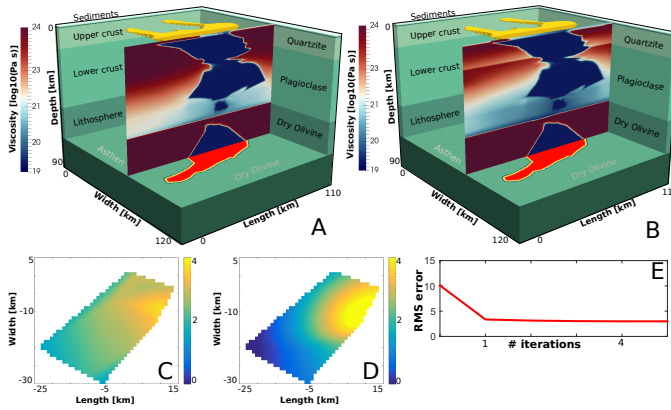 Sediments
0
Upper crust
Lower crust
Lithosphere
Asthen
Quartzite
Plagioclase
Dry Olivine
Dry Olivine
24
23
21
20
19
Viscosity [log10(Pa s)]
Depth [km]
90
0
Width [km]
120
0
Length [km]
110
A
Sediments
0
Upper crust
Lower crust
Lithosphere
Asthen
Quartzite
Plagioclase
Dry Olivine
Dry Olivine
24
23
21
20
19
Viscosity [log10(Pa s)]
Depth [km]
90
0
Width [km]
120
0
Length [km]
110
B
5
-10
-30
Width [km]
-25
-5
15
Length [km]
4
2
0
C
5
-10
-30
Width [km]
-25
-5
15
Length [km]
4
2
0
D
15
10
5
0
RMS error
1
4
# iterations
E